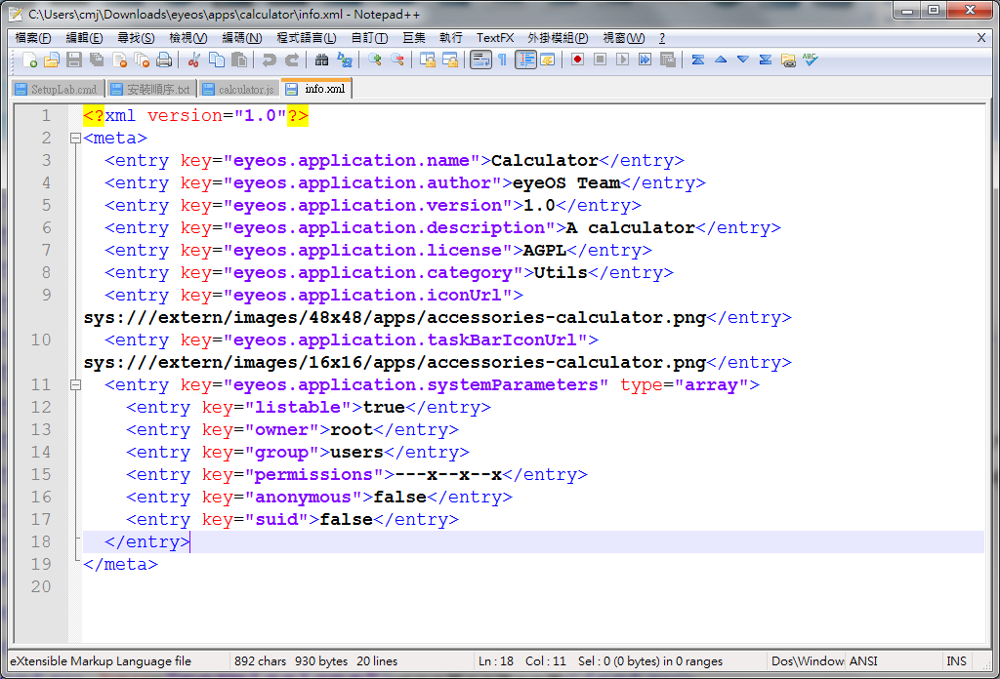 C:\Users\cmj\Downloads\eyeos\apps\calculator\info.xml - Notepad++
檔案(F) 編輯(E) 尋找(S) 檢視(V) 編碼(N) 程式語言(L) 自訂(T) 巨集 執行 TextFX 外掛模組(P) 視窗(W) ? X
SetupLab.cmd 安裝順序.txt calculator.js info.xml
1 <?xml version="1.0"?>
2 <meta>
3 <entry key="eyeos.application.name">Calculator</entry>
4 <entry key="eyeos.application.author">eyeOS Team</entry>
5 <entry key="eyeos.application.version">1.0</entry>
6 <entry key="eyeos.application.description">A calculator</entry>
7 <entry key="eyeos.application.license">AGPL</entry>
8 <entry key="eyeos.application.category">Utils</entry>
9 <entry key="eyeos.application.iconUrl">
sys:///extern/images/48x48/apps/accessories-calculator.png</entry>
10 <entry key="eyeos.application.taskBarIconUrl">
sys:///extern/images/16x16/apps/accessories-calculator.png</entry>
11 <entry key="eyeos.application.systemParameters" type="array">
12 <entry key="listable">true</entry>
13 <entry key="owner">root</entry>
14 <entry key="group">users</entry>
15 <entry key="permissions">---x--x--x</entry>
16 <entry key="anonymous">false</entry>
17 <entry key="suid">false</entry>
18 </entry>
19 </meta>
20
eXtensible Markup Language file 892 chars 930 bytes 20 lines Ln : 18 Col : 11 Sel : 0 (0 bytes) in 0 ranges Dos\Windows ANSI INS